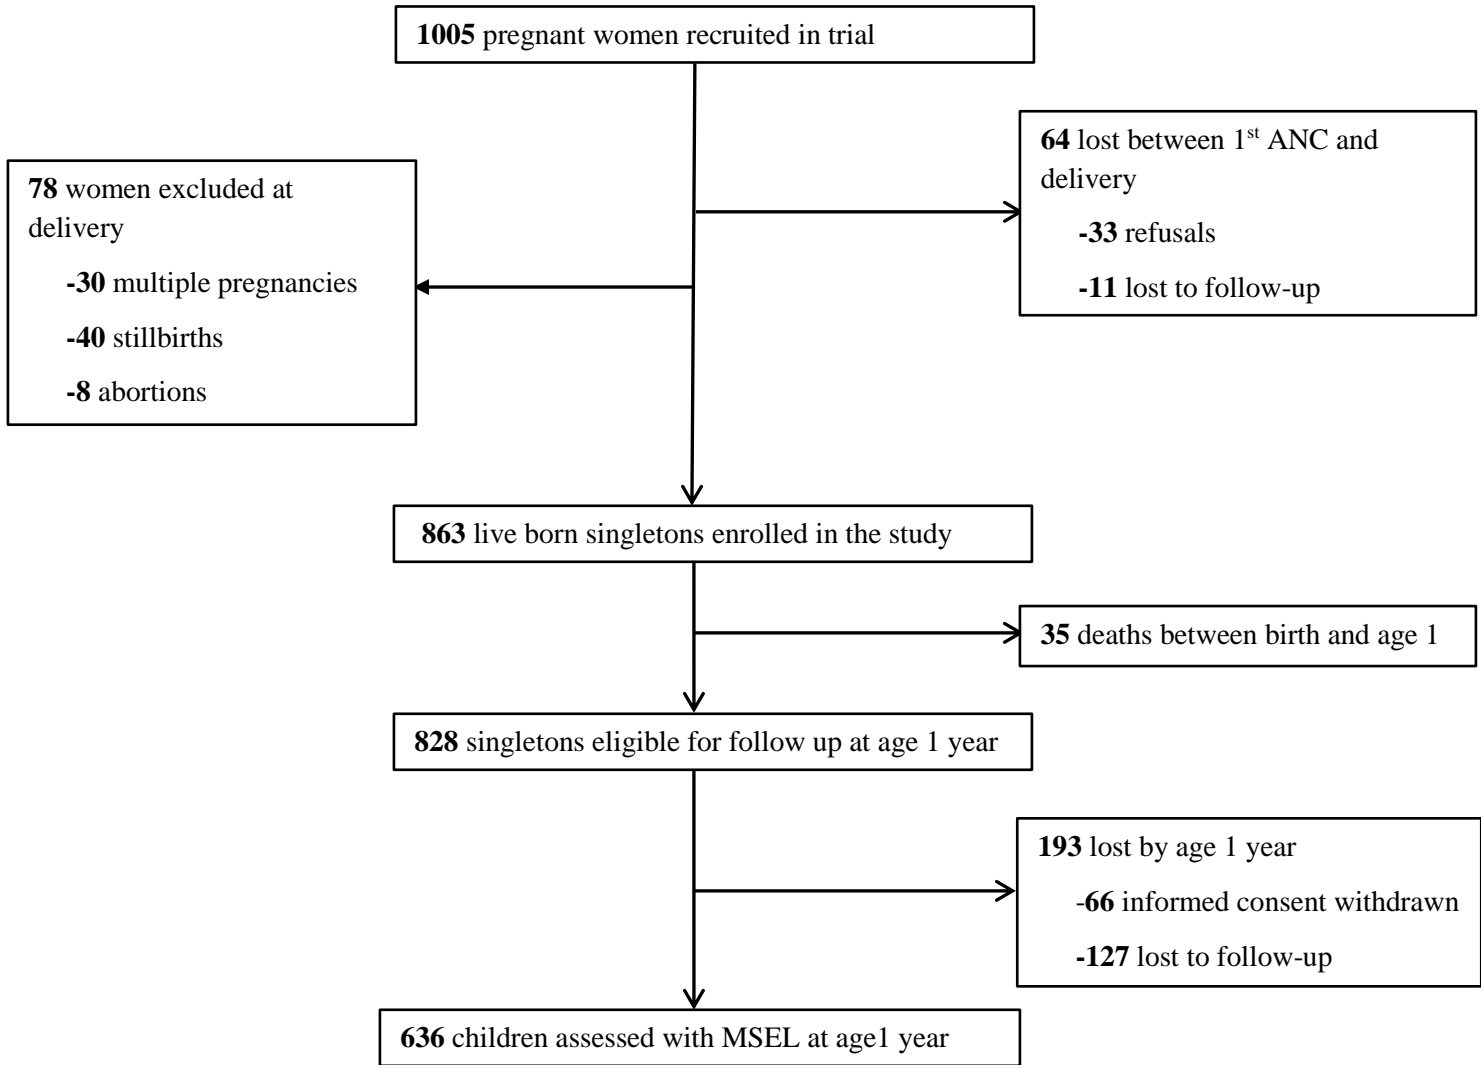 1005 pregnant women recruited in trial
64 lost between 1st ANC and
delivery
-33 refusals
-11 lost to follow-up
78 women excluded at
delivery
-30 multiple pregnancies
-40 stillbirths
-8 abortions
863 live born singletons enrolled in the study
35 deaths between birth and age 1
828 singletons eligible for follow up at age 1 year
193 lost by age 1 year
-66 informed consent withdrawn
-127 lost to follow-up
636 children assessed with MSEL at age1 year